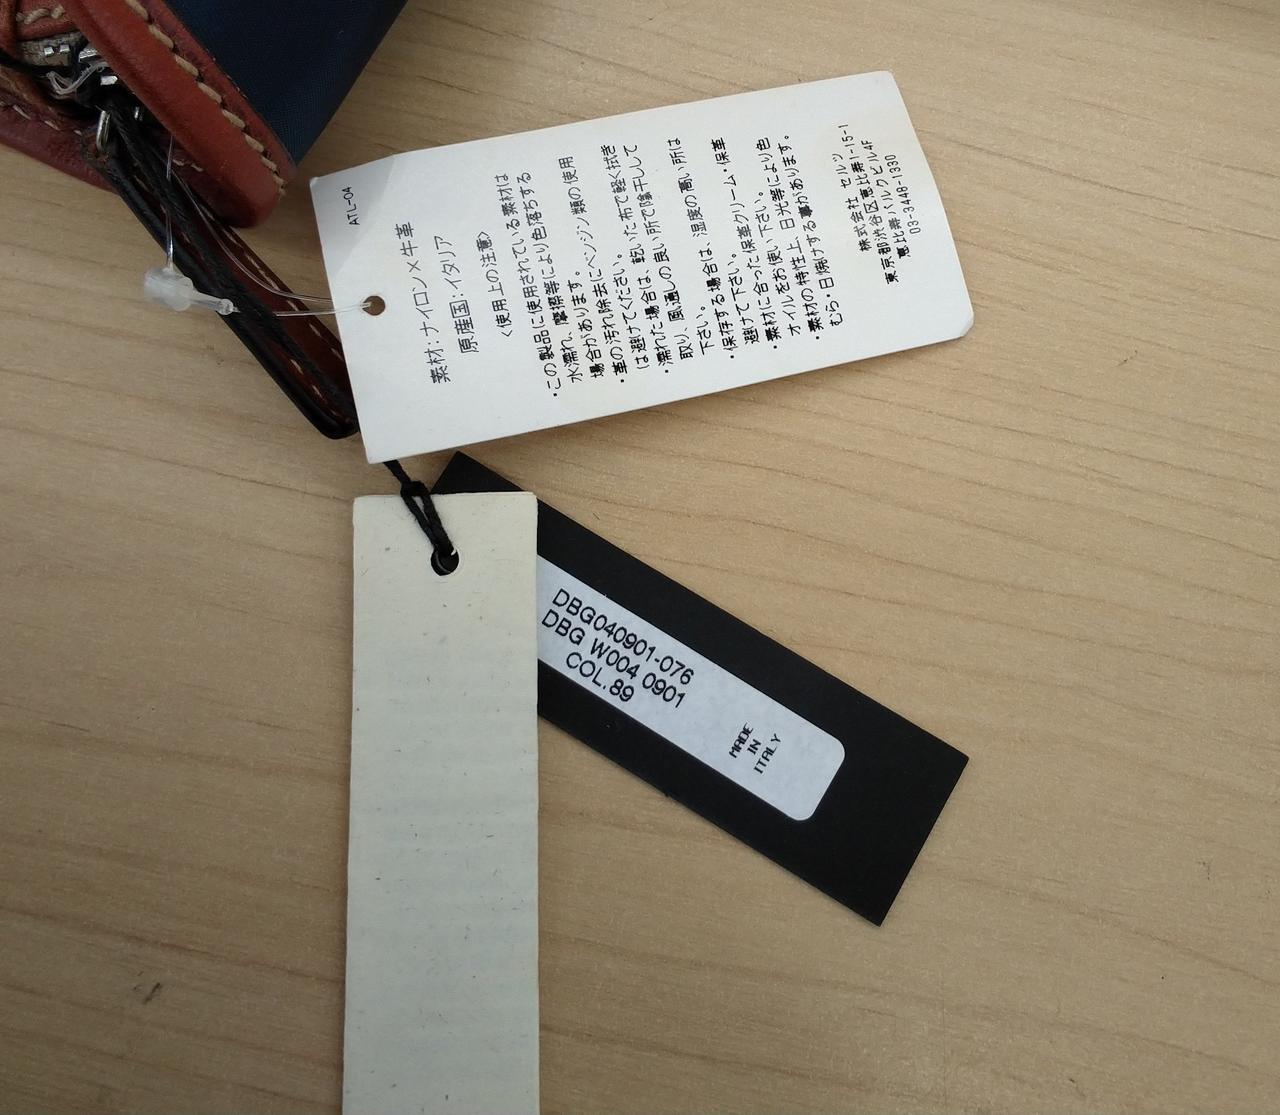 ATL-04
素材：ナイロン×牛革
原産国：イタリア
〈使用上の注意〉
・この製品に使用されている素材は
水濡れ、摩擦等により色落ちする
場合があります。
・革の汚れ除去にベンジン類の使用
は避けてください。
・濡れた場合は、乾いた布で軽く拭き
取り、風通しの良い所で陰干しして
下さい。
・保存する場合は、湿度の高い所は
避けて下さい。
・素材に合った保革クリーム・保革
オイルをお使い下さい。
・素材の特性上、日光等により色
むら・日焼けする事があります。
株式会社 セルツ
東京都渋谷区恵比寿1-15-1
恵比寿パルクビル4F
03-3448-1330
DBG040901-076
DBG W004 0901
COL.89
MADE
IN
ITALY